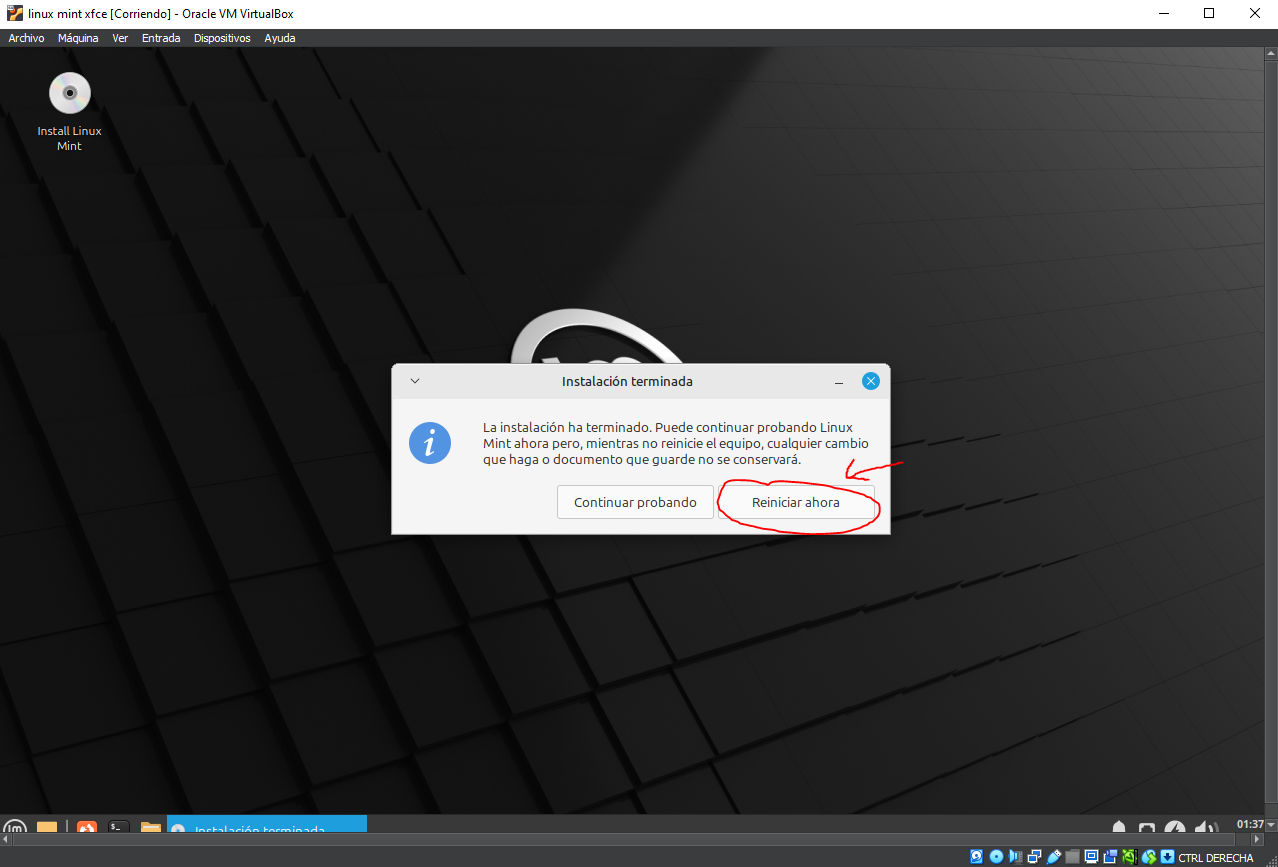 linux mint xfce [Corriendo] - Oracle VM VirtualBox
Archivo Máquina Ver Entrada Dispositivos Ayuda
Install Linux
Mint
Instalación terminada
La instalación ha terminado. Puede continuar probando Linux
Mint ahora pero, mientras no reinicie el equipo, cualquier cambio
que haga o documento que guarde no se conservará.
Continuar probando Reiniciar ahora
Instalación terminada
01:37
CTRL DERECHA